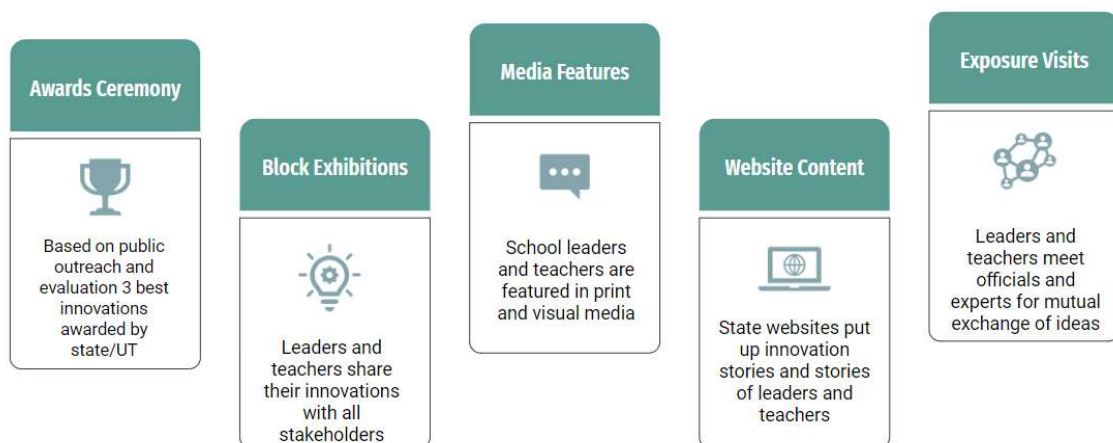 Awards Ceremony
Based on public
outreach and
evaluation 3 best
innovations
awarded by
state/UT
Block Exhibitions
Leaders and
teachers share
their innovations
with all
stakeholders
Media Features
School leaders
and teachers are
featured in print
and visual media
Website Content
State websites put
up innovation
stories and stories
of leaders and
teachers
Exposure Visits
Leaders and
teachers meet
officials and
experts for mutual
exchange of ideas